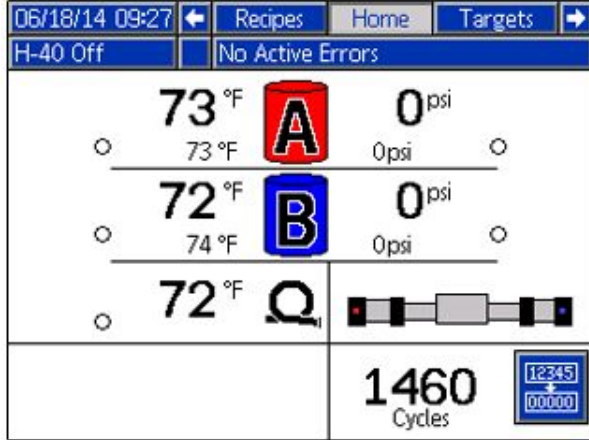 06/18/14 09:27 Recipes Home Targets
H-40 Off No Active Errors
73 °F A 0 psi
73 °F 0psi
72 °F B 0 psi
74 °F 0psi
72 °F
1460 12345
Cycles 00000